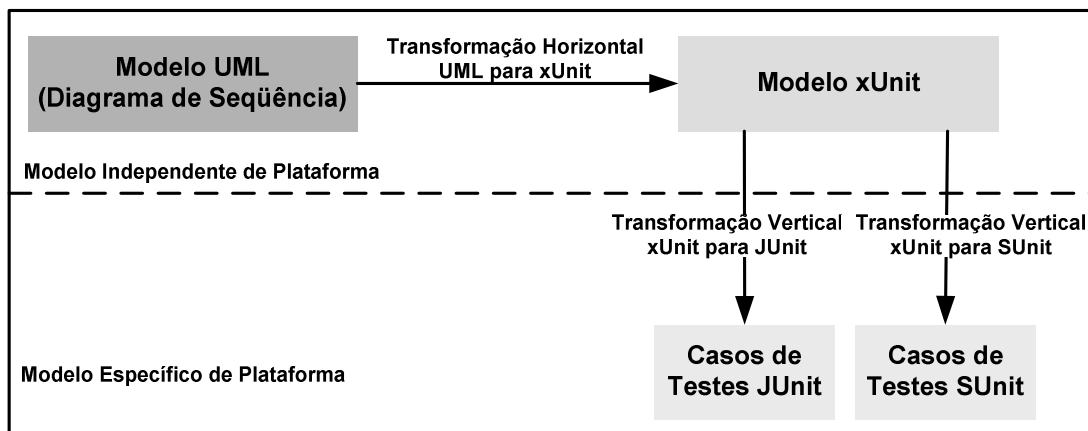 Modelo UML
(Diagrama de Seqüência)
Transformação Horizontal
UML para xUnit
Modelo xUnit
Modelo Independente de Plataforma
Transformação Vertical
xUnit para JUnit
Transformação Vertical
xUnit para SUnit
Modelo Específico de Plataforma
Casos de
Testes JUnit
Casos de
Testes SUnit